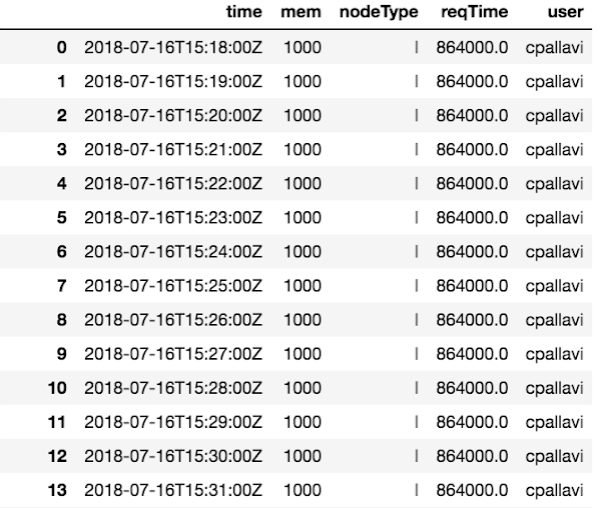 time mem nodeType reqTime user
0 2018-07-16T15:18:00Z 1000 l 864000.0 cpallavi
1 2018-07-16T15:19:00Z 1000 l 864000.0 cpallavi
2 2018-07-16T15:20:00Z 1000 l 864000.0 cpallavi
3 2018-07-16T15:21:00Z 1000 l 864000.0 cpallavi
4 2018-07-16T15:22:00Z 1000 l 864000.0 cpallavi
5 2018-07-16T15:23:00Z 1000 l 864000.0 cpallavi
6 2018-07-16T15:24:00Z 1000 l 864000.0 cpallavi
7 2018-07-16T15:25:00Z 1000 l 864000.0 cpallavi
8 2018-07-16T15:26:00Z 1000 l 864000.0 cpallavi
9 2018-07-16T15:27:00Z 1000 l 864000.0 cpallavi
10 2018-07-16T15:28:00Z 1000 l 864000.0 cpallavi
11 2018-07-16T15:29:00Z 1000 l 864000.0 cpallavi
12 2018-07-16T15:30:00Z 1000 l 864000.0 cpallavi
13 2018-07-16T15:31:00Z 1000 l 864000.0 cpallavi